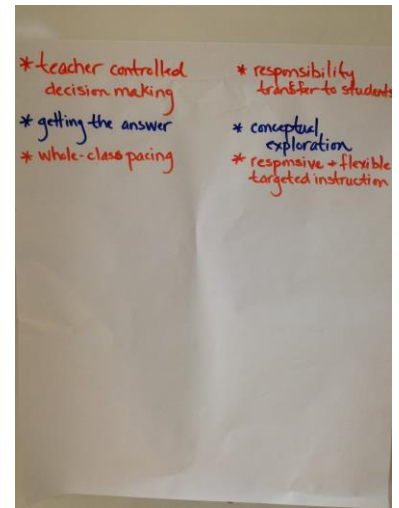 * teacher controlled
decision making
* getting the answer
* whole-class pacing
* responsibility
transfer to students
* conceptual
exploration
* responsive + flexible
targeted instruction